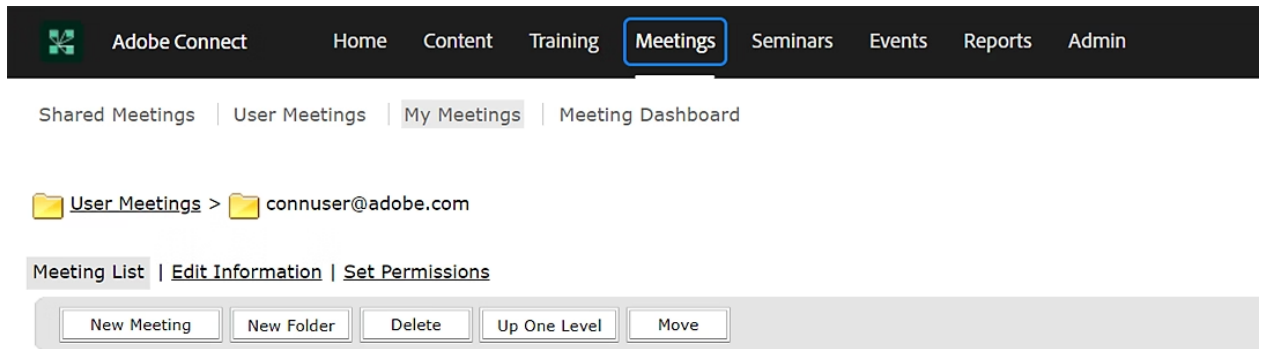 Adobe Connect Home Content Training Meetings Seminars Events Reports Admin
Shared Meetings | User Meetings | My Meetings | Meeting Dashboard
User Meetings > connuser@adobe.com
Meeting List | Edit Information | Set Permissions
New Meeting New Folder Delete Up One Level Move